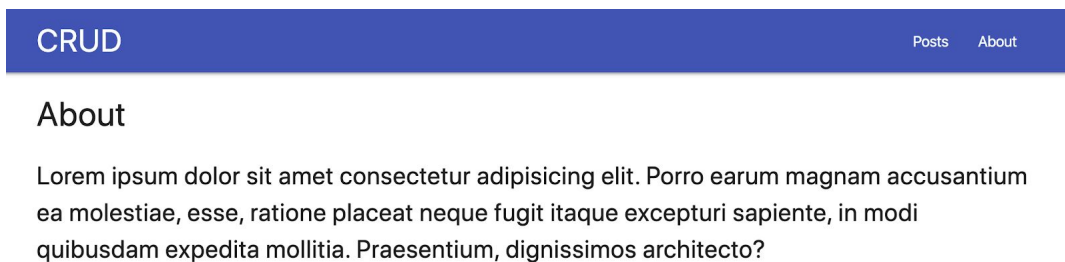 CRUD
Posts
About
About
Lorem ipsum dolor sit amet consectetur adipisicing elit. Porro earum magnam accusantium
ea molestiae, esse, ratione placeat neque fugit itaque excepturi sapiente, in modi
quibusdam expedita mollitia. Praesentium, dignissimos architecto?